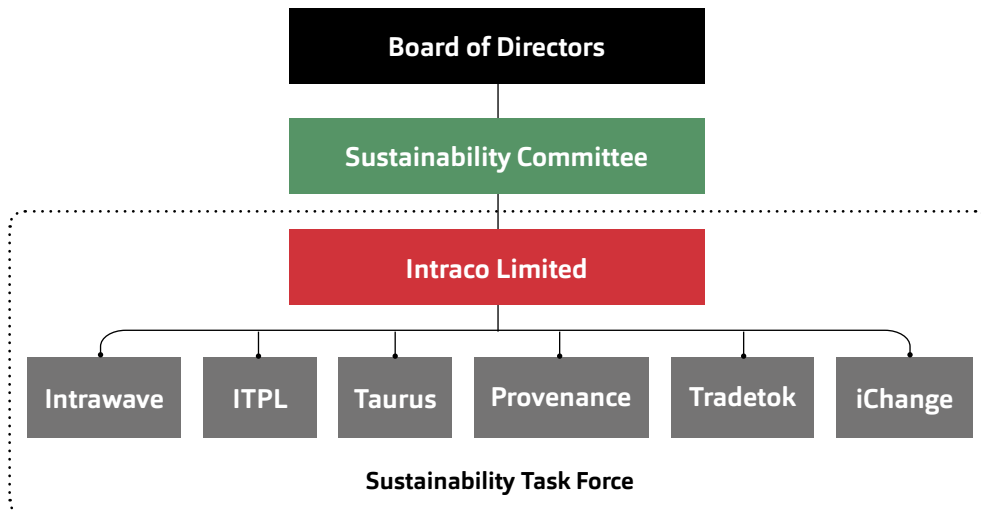 Board of Directors
Sustainability Committee
Intraco Limited
Intrawave
ITPL
Taurus
Provenance
Tradetok
iChange
Sustainability Task Force